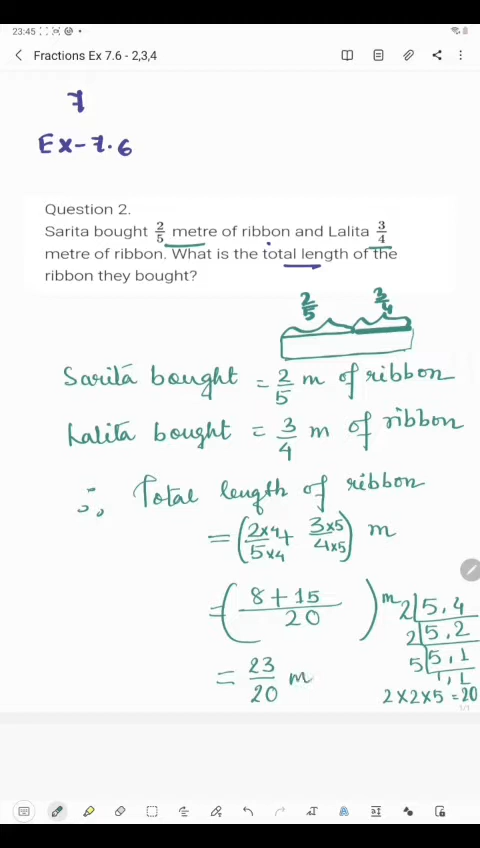 23:45
Fractions Ex 7.6 - 2,3,4
7
Ex-7.6
Question 2.
Sarita bought 2/5 metre of ribbon and Lalita 3/4
metre of ribbon. What is the total length of the
ribbon they bought?
2/5 3/4
Sarita bought = 2/5 m of ribbon
Lalita bought = 3/4 m of ribbon
∴ Total length of ribbon
= (2×4/5×4 + 3×5/4×5) m
= (8+15/20) m
= 23/20 m
2|5, 4
2|5, 2
5|5, 1
1, 1
2×2×5 = 20
1/1